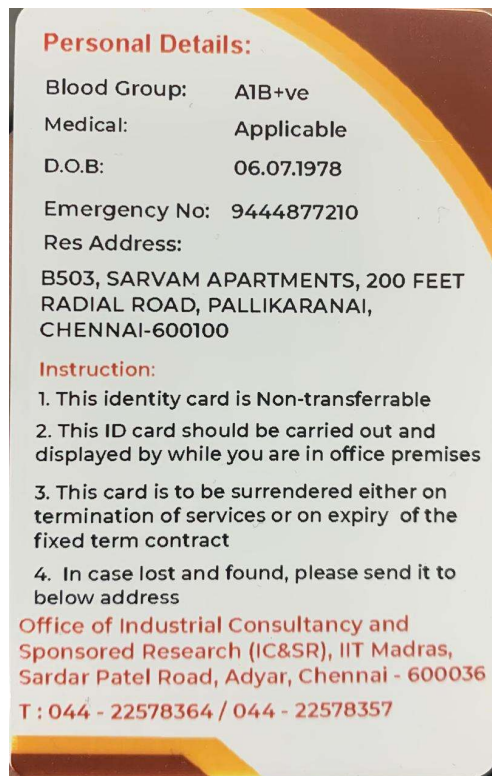 Personal Details:
Blood Group: A1B+ve
Medical: Applicable
D.O.B: 06.07.1978
Emergency No: 9444877210
Res Address:
B503, SARVAM APARTMENTS, 200 FEET
RADIAL ROAD, PALLIKARANAI,
CHENNAI-600100
Instruction:
1. This identity card is Non-transferrable
2. This ID card should be carried out and
displayed by while you are in office premises
3. This card is to be surrendered either on
termination of services or on expiry of the
fixed term contract
4. In case lost and found, please send it to
below address
Office of Industrial Consultancy and
Sponsored Research (IC&SR), IIT Madras,
Sardar Patel Road, Adyar, Chennai - 600036
T : 044 - 22578364 / 044 - 22578357